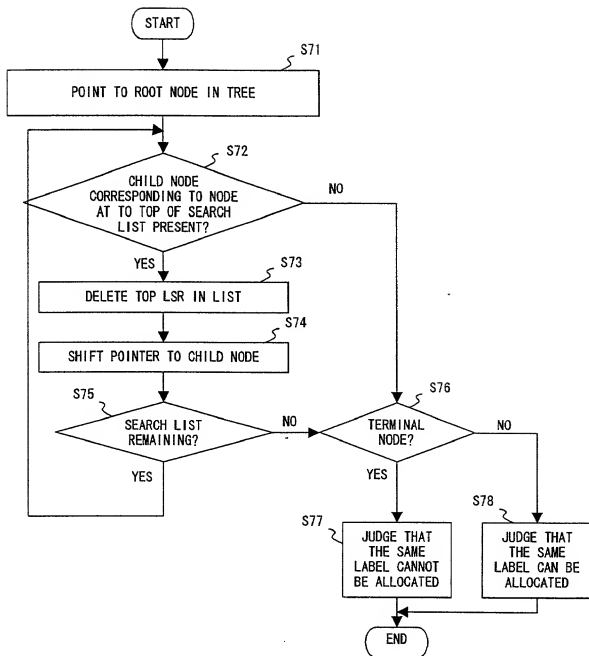 START
S71
POINT TO ROOT NODE IN TREE
S72
CHILD NODE
CORRESPONDING TO NODE
AT TO TOP OF SEARCH
LIST PRESENT?
NO
YES
S73
DELETE TOP LSR IN LIST
S74
SHIFT POINTER TO CHILD NODE
S75
SEARCH LIST
REMAINING?
NO
YES
S76
TERMINAL
NODE?
NO
YES
S77
JUDGE THAT
THE SAME
LABEL CANNOT
BE ALLOCATED
S78
JUDGE THAT
THE SAME
LABEL CAN BE
ALLOCATED
END